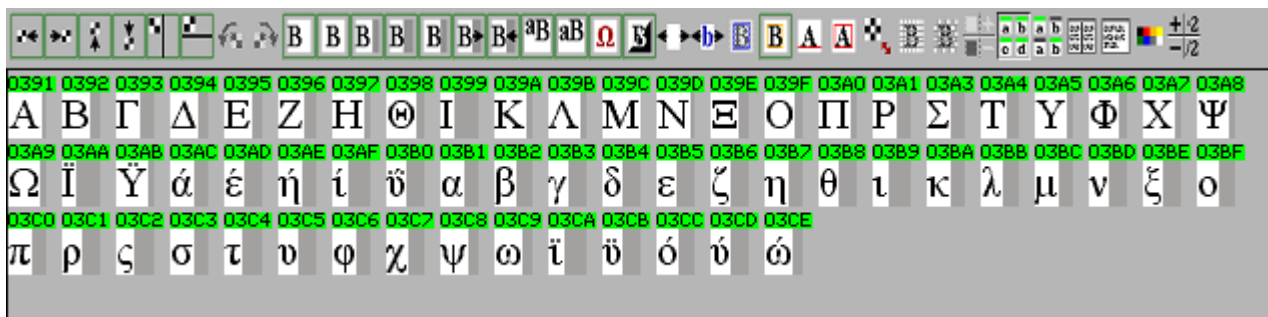 B B B B B B aB aB Ω B b B B A A B B a b a b c d a b + 2 - /2
0391 0392 0393 0394 0395 0396 0397 0398 0399 039A 039B 039C 039D 039E 039F 03A0 03A1 03A3 03A4 03A5 03A6 03A7 03A8
Α Β Γ Δ Ε Ζ Η Θ Ι Κ Λ Μ Ν Ξ Ο Π Ρ Σ Τ Υ Φ Χ Ψ
03A9 03AA 03AB 03AC 03AD 03AE 03AF 03B0 03B1 03B2 03B3 03B4 03B5 03B6 03B7 03B8 03B9 03BA 03BB 03BC 03BD 03BE 03BF
Ω Ϊ Ϋ ά έ ή ί ΰ α β γ δ ε ζ η θ ι κ λ μ ν ξ ο
03C0 03C1 03C2 03C3 03C4 03C5 03C6 03C7 03C8 03C9 03CA 03CB 03CC 03CD 03CE
π ρ ς σ τ υ φ χ ψ ω ϊ ϋ ό ύ ώ